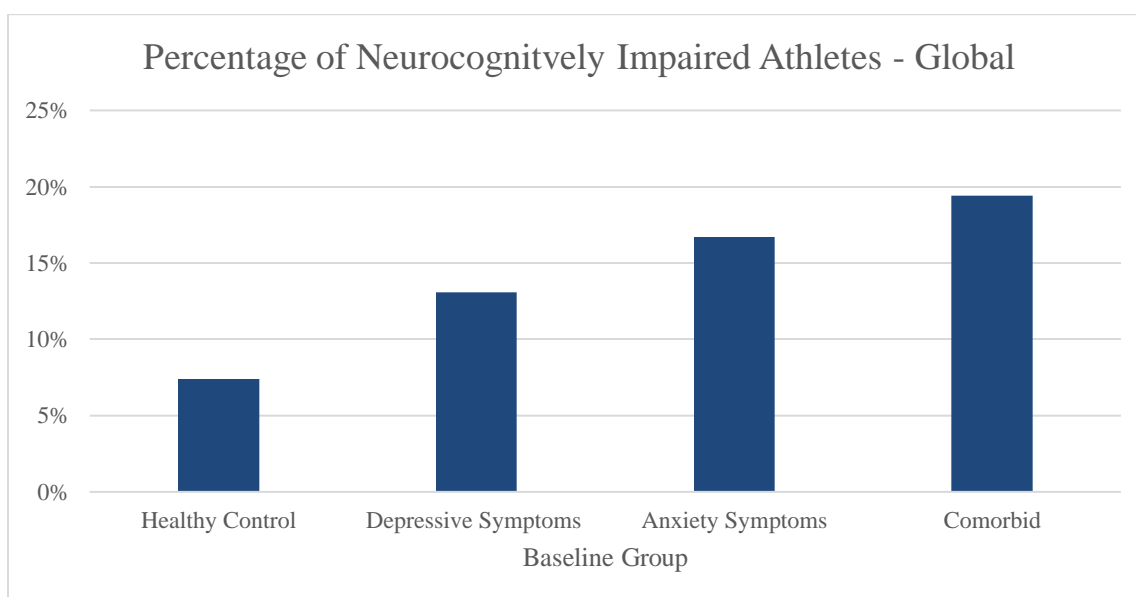 Percentage of Neurocognitvely Impaired Athletes - Global
25%
20%
15%
10%
5%
0%
Healthy Control
Depressive Symptoms
Anxiety Symptoms
Comorbid
Baseline Group